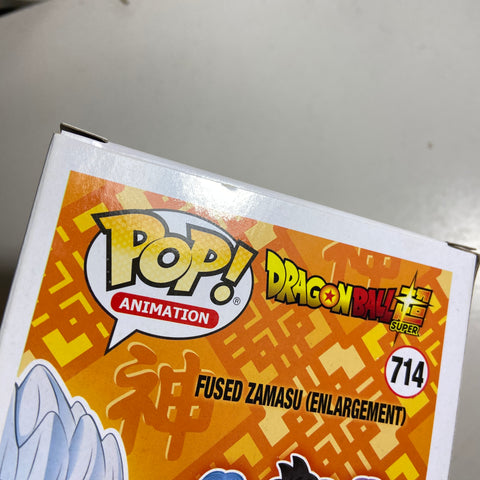 POP!
®
ANIMATION
DRAGON BALL 超
SUPER
714
FUSED ZAMASU (ENLARGEMENT)
神